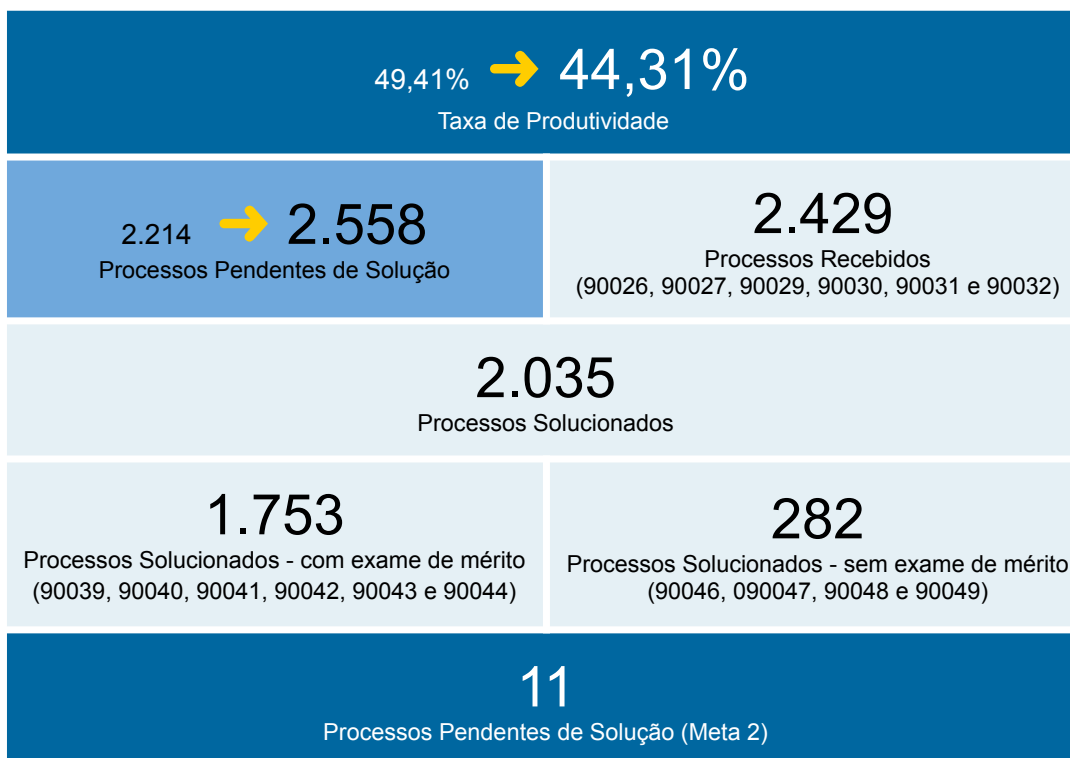 49,41% ➔ 44,31%
Taxa de Produtividade
2.214 ➔ 2.558
Processos Pendentes de Solução
2.429
Processos Recebidos
(90026, 90027, 90029, 90030, 90031 e 90032)
2.035
Processos Solucionados
1.753
Processos Solucionados - com exame de mérito
(90039, 90040, 90041, 90042, 90043 e 90044)
282
Processos Solucionados - sem exame de mérito
(90046, 090047, 90048 e 90049)
11
Processos Pendentes de Solução (Meta 2)